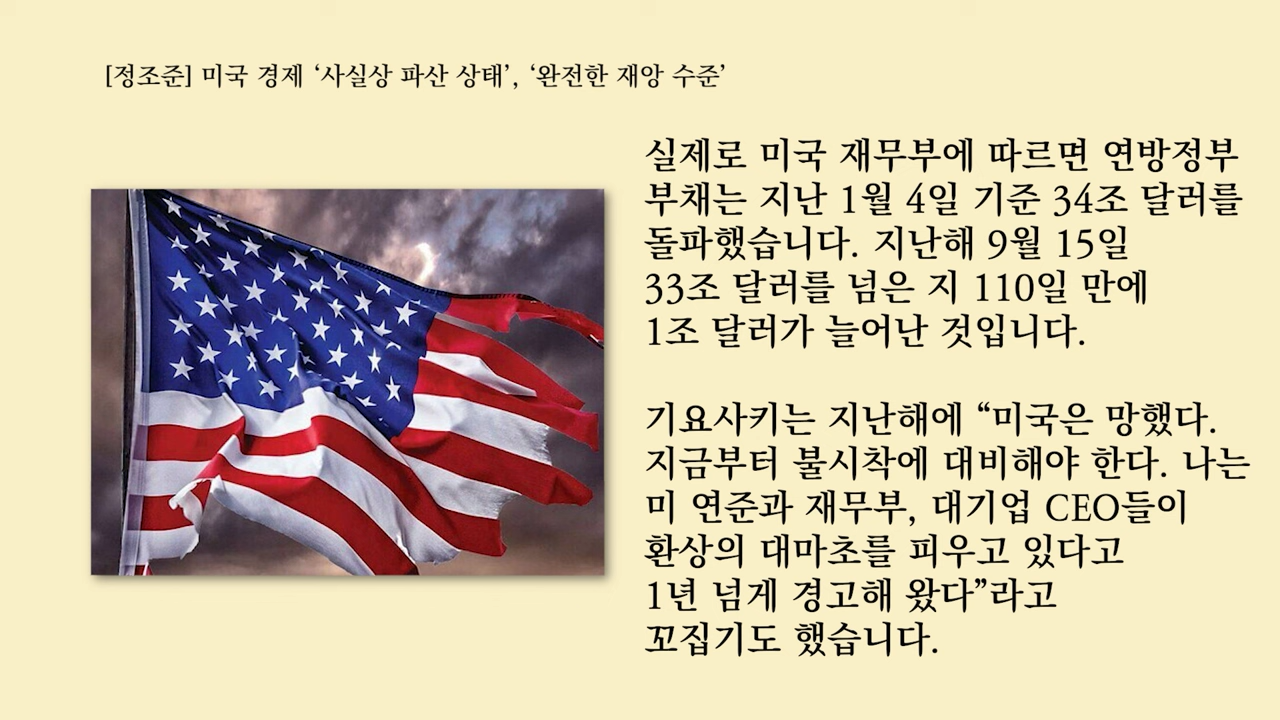 [정조준] 미국 경제 ‘사실상 파산 상태’, ‘완전한 재앙 수준’
실제로 미국 재무부에 따르면 연방정부
부채는 지난 1월 4일 기준 34조 달러를
돌파했습니다. 지난해 9월 15일
33조 달러를 넘은 지 110일 만에
1조 달러가 늘어난 것입니다.
기요사키는 지난해에 “미국은 망했다.
지금부터 불시착에 대비해야 한다. 나는
미 연준과 재무부, 대기업 CEO들이
환상의 대마초를 피우고 있다고
1년 넘게 경고해 왔다”라고
꼬집기도 했습니다.